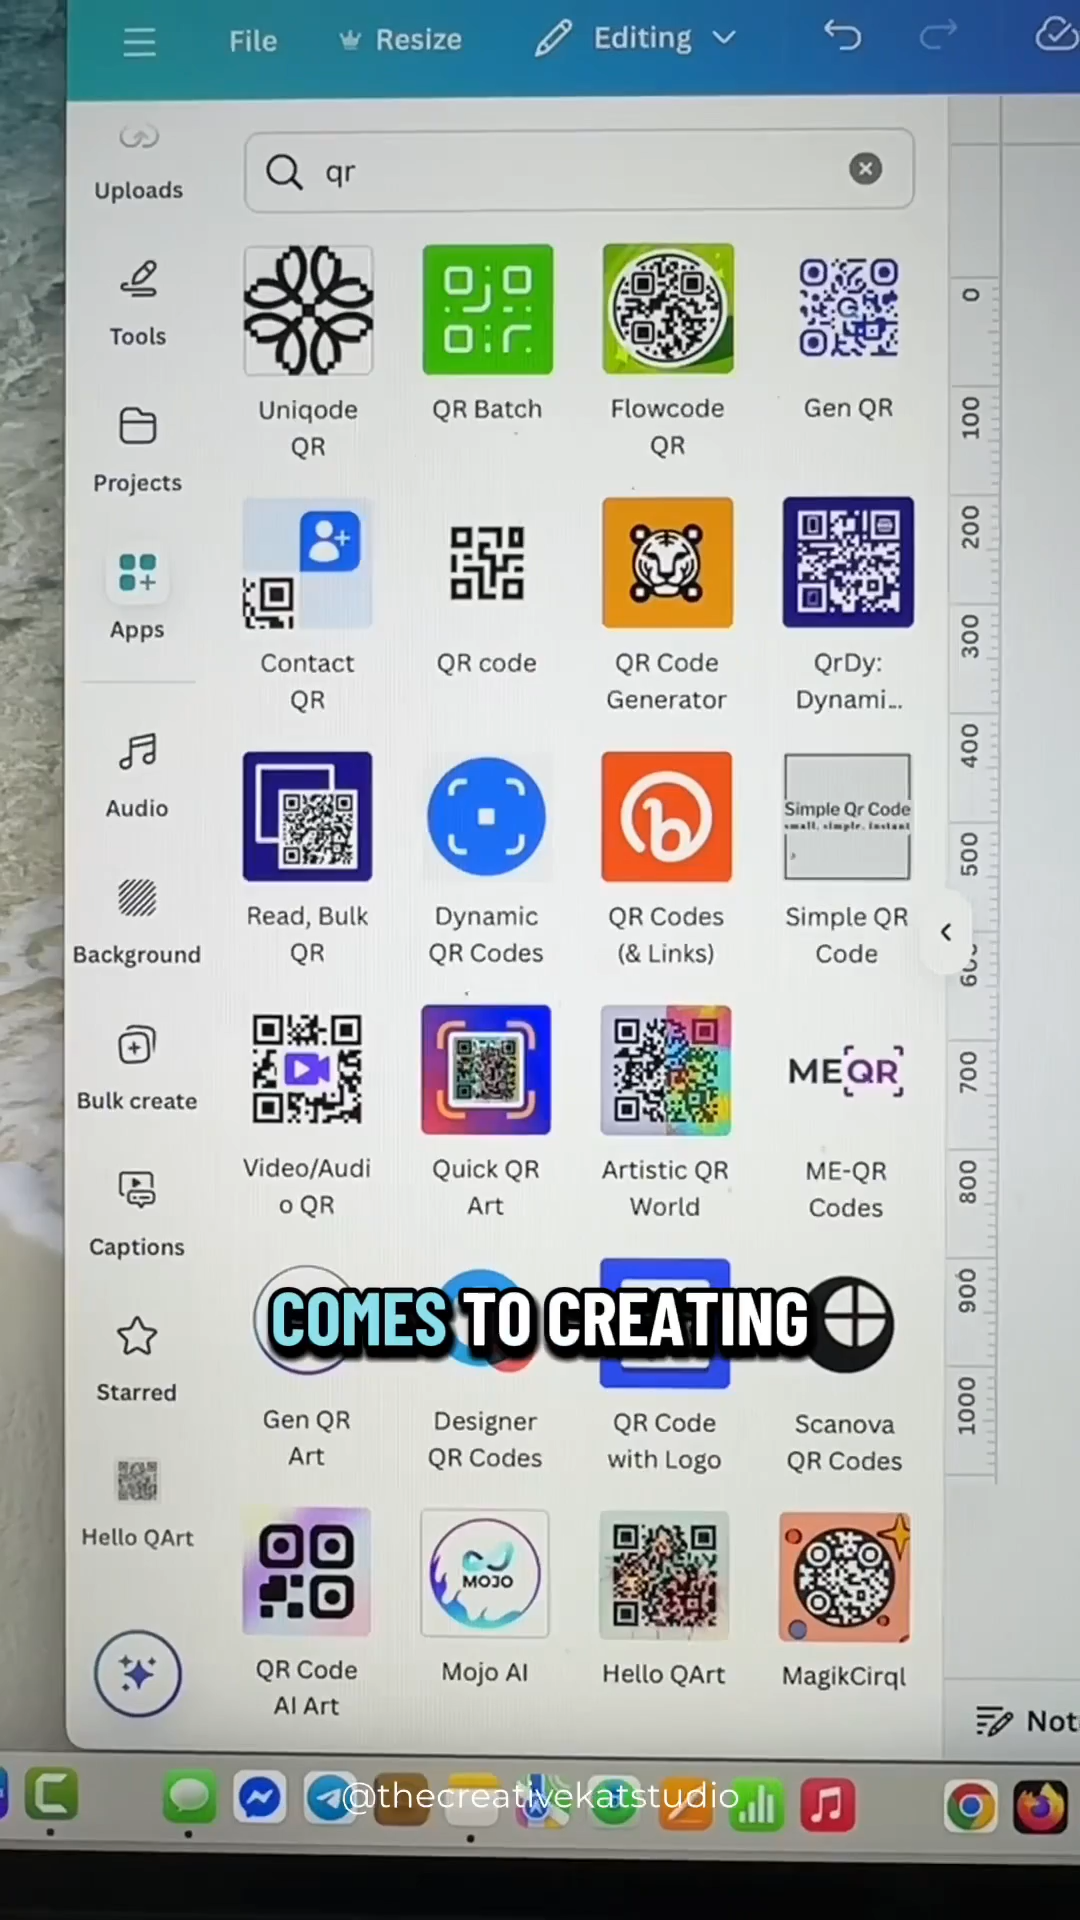 File
Resize
Editing
Uploads
Tools
Projects
Apps
Audio
Background
Bulk create
Captions
Starred
Hello QArt
qr
Uniqode
QR
QR Batch
Flowcode
QR
Gen QR
Contact
QR
QR code
QR Code
Generator
QrDy:
Dynami...
Simple Qr Code
small, simple, instant
Read, Bulk
QR
Dynamic
QR Codes
QR Codes
(& Links)
Simple QR
Code
MEQR
Video/Audi
o QR
Quick QR
Art
Artistic QR
World
ME-QR
Codes
COMES TO CREATING
Gen QR
Art
Designer
QR Codes
QR Code
with Logo
Scanova
QR Codes
MOJO
QR Code
AI Art
Mojo AI
Hello QArt
MagikCirql
0
100
200
300
400
500
600
700
800
900
1000
Not
@thecreativekatstudio